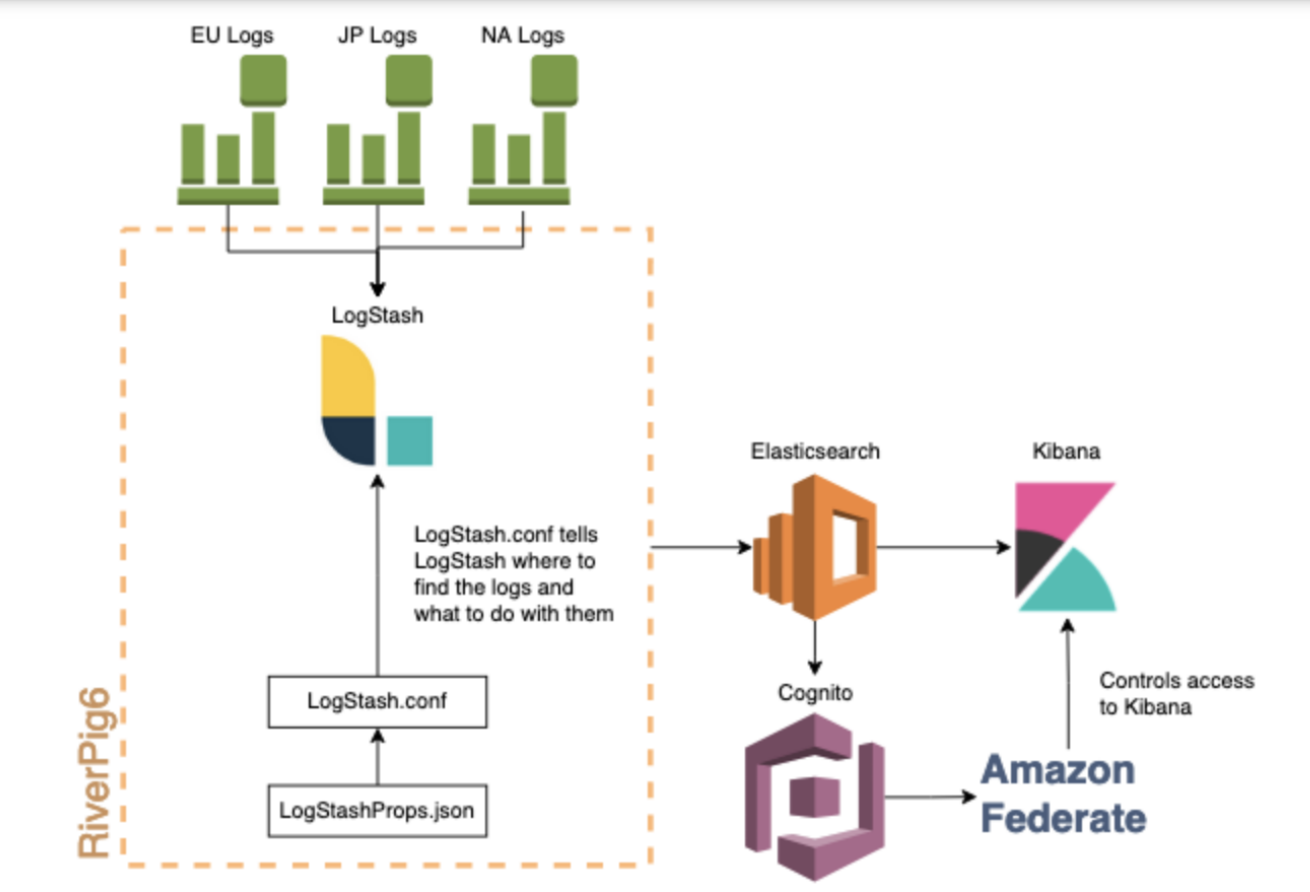 EU Logs
JP Logs
NA Logs
LogStash
LogStash.conf tells
LogStash where to
find the logs and
what to do with them
LogStash.conf
LogStashProps.json
RiverPig6
Elasticsearch
Kibana
Cognito
Controls access
to Kibana
Amazon
Federate